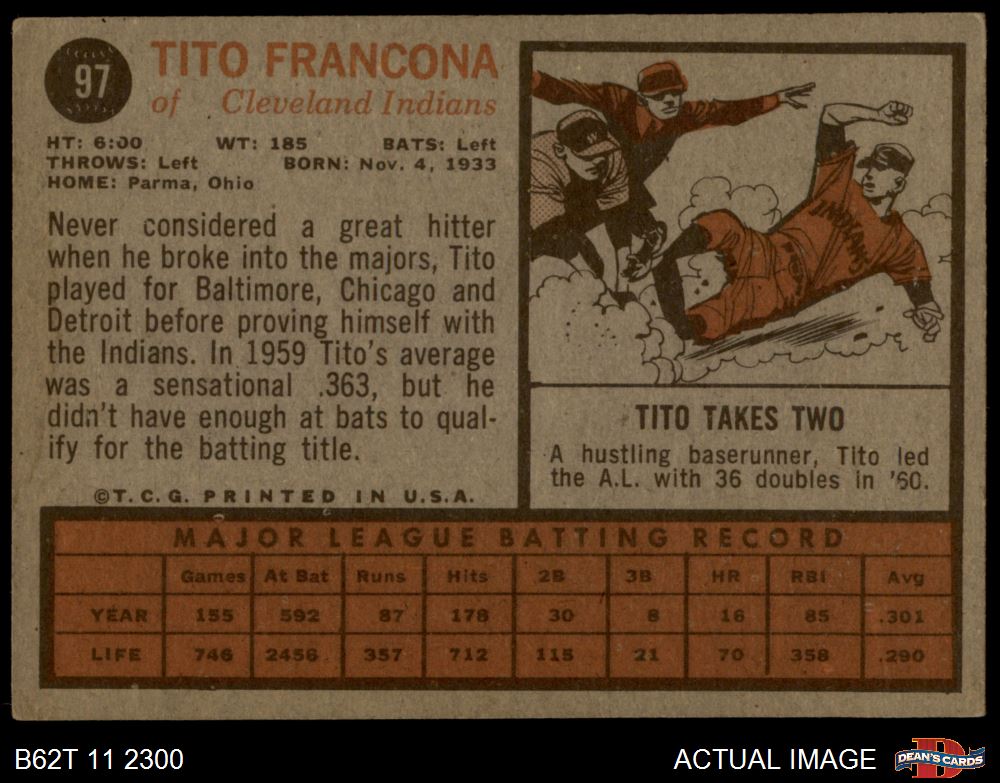 97
TITO FRANCONA
of Cleveland Indians
HT: 6:00 WT: 185 BATS: Left
THROWS: Left BORN: Nov. 4, 1933
HOME: Parma, Ohio
Never considered a great hitter
when he broke into the majors, Tito
played for Baltimore, Chicago and
Detroit before proving himself with
the Indians. In 1959 Tito's average
was a sensational .363, but he
didn't have enough at bats to qual-
ify for the batting title.
©T.C.G. PRINTED IN U.S.A.
INDIANS
TITO TAKES TWO
A hustling baserunner, Tito led
the A.L. with 36 doubles in '60.
MAJOR LEAGUE BATTING RECORD
Games At Bat Runs Hits 2B 3B HR RBI Avg
YEAR 155 592 87 178 30 8 16 85 .301
LIFE 746 2456 357 712 115 21 70 358 .290
B62T 11 2300
ACTUAL IMAGE
D
DEAN'S CARDS